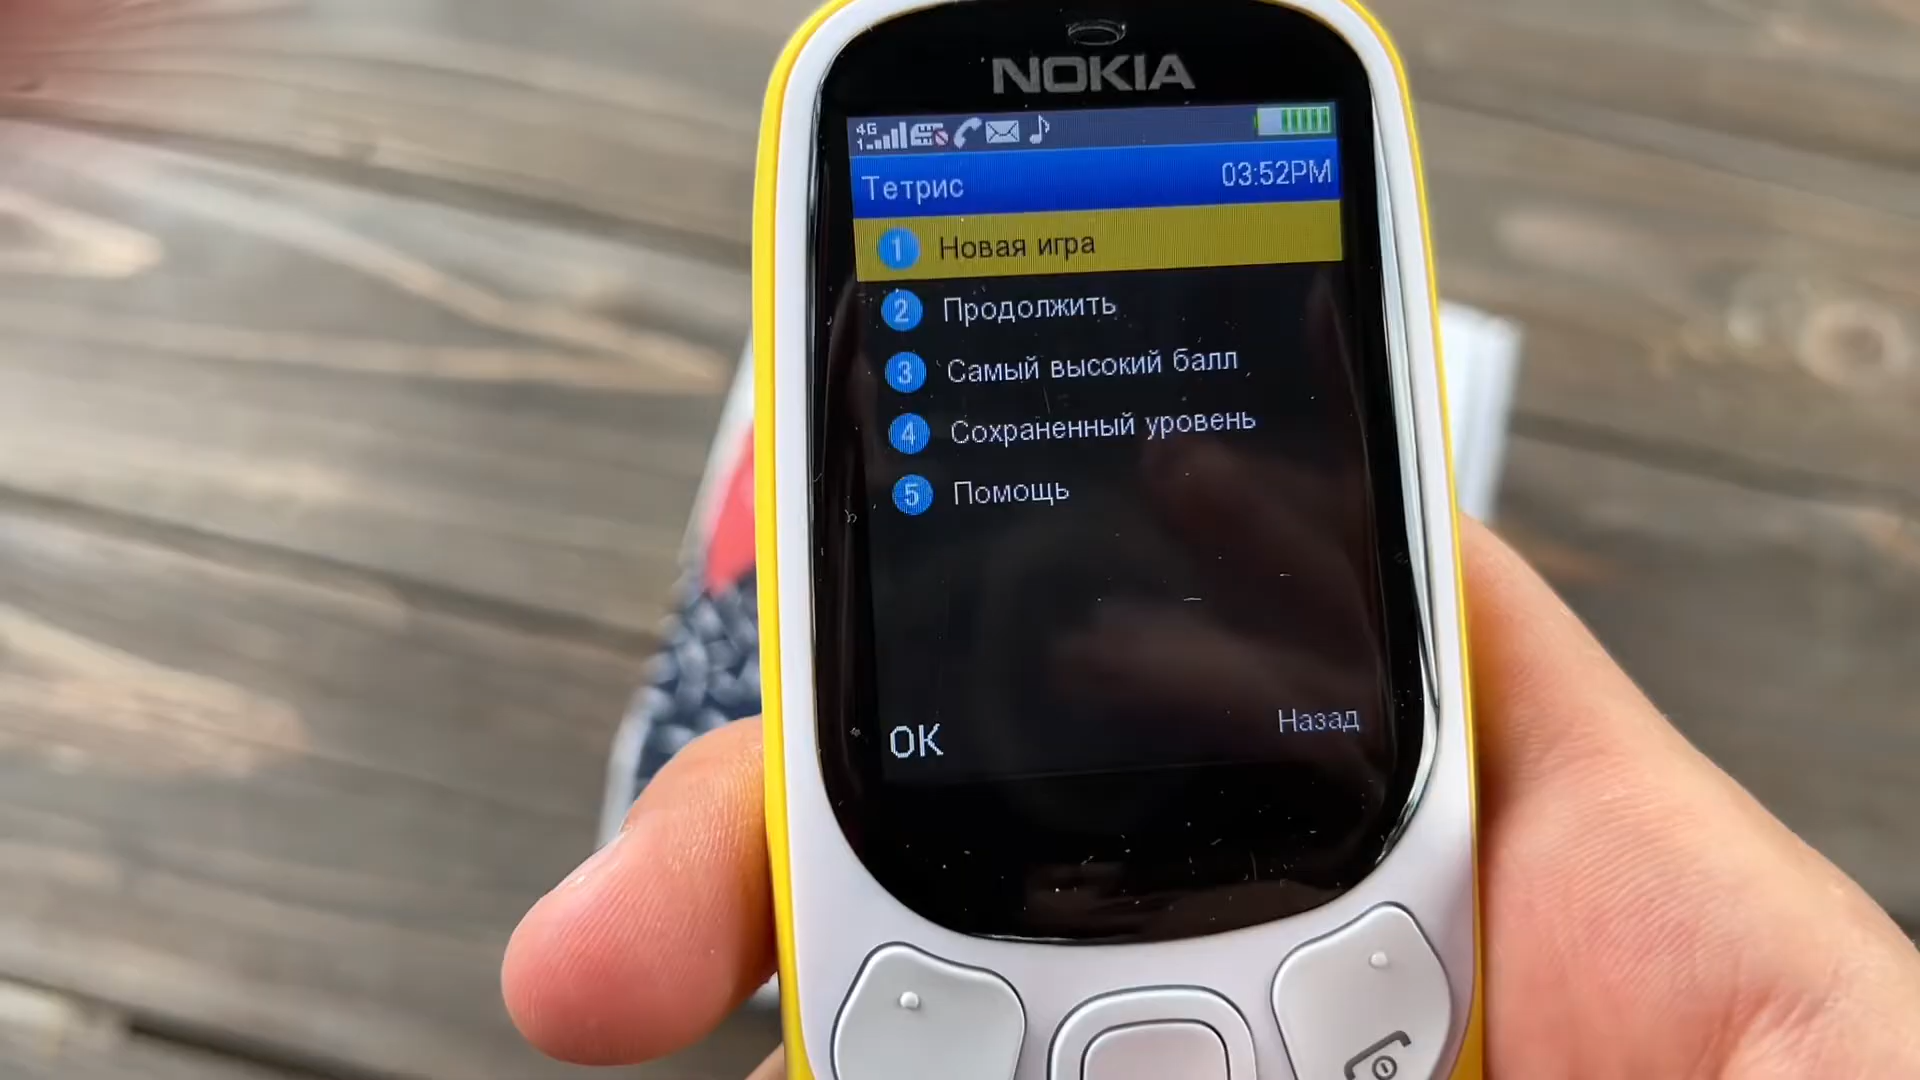 NOKIA
4G
1
Тетрис 03:52PM
1 Новая игра
2 Продолжить
3 Самый высокий балл
4 Сохраненный уровень
5 Помощь
OK Назад